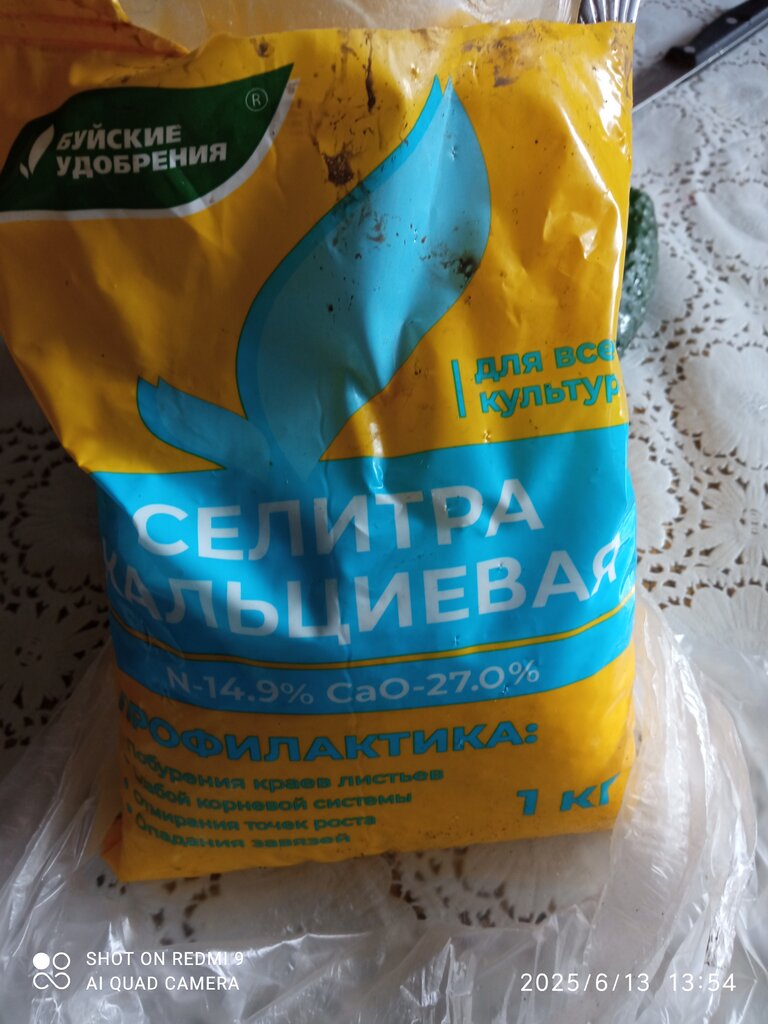 ®
БУЙСКИЕ
УДОБРЕНИЯ
для все
культур
СЕЛИТРА
КАЛЬЦИЕВАЯ
N-14.9% CaO-27.0%
ПРОФИЛАКТИКА:
Побурения краев листьев
Слабой корневой системы
Отмирания точек роста
Опадания завязей
1 кг
SHOT ON REDMI 9
AI QUAD CAMERA
2025/6/13 13:54